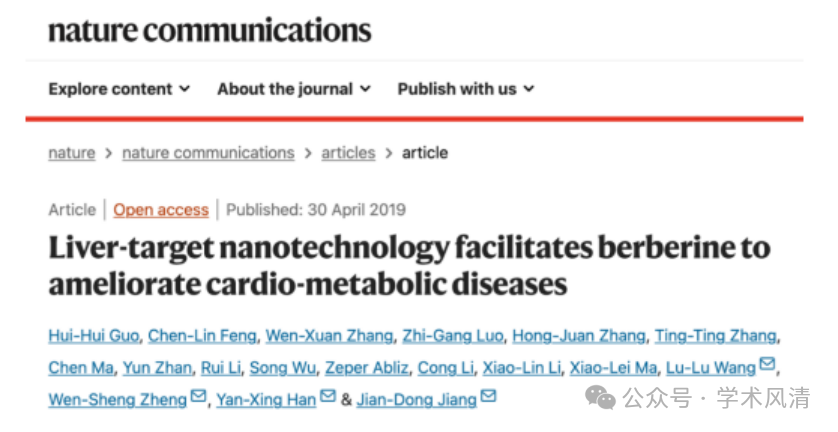 nature communications
Explore content About the journal Publish with us
nature > nature communications > articles > article
Article | Open access | Published: 30 April 2019
Liver-target nanotechnology facilitates berberine to
ameliorate cardio-metabolic diseases
Hui-Hui Guo, Chen-Lin Feng, Wen-Xuan Zhang, Zhi-Gang Luo, Hong-Juan Zhang, Ting-Ting Zhang,
Chen Ma, Yun Zhan, Rui Li, Song Wu, Zeper Abliz, Cong Li, Xiao-Lin Li, Xiao-Lei Ma, Lu-Lu Wang,
Wen-Sheng Zheng, Yan-Xing Han & Jian-Dong Jiang
公众号 · 学术风清